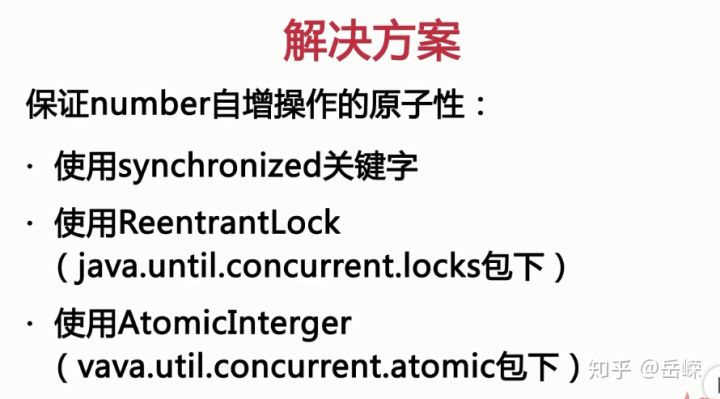 解决方案
保证number自增操作的原子性：
· 使用synchronized关键字
· 使用ReentrantLock
（java.until.concurrent.locks包下）
· 使用AtomicInterger
（vava.util.concurrent.atomic包下）
知乎 @岳嵘